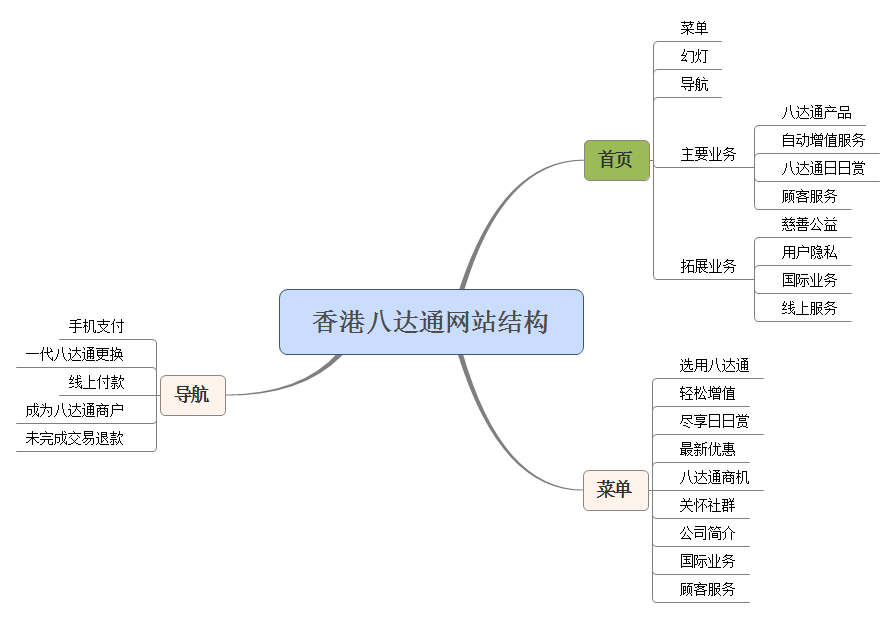 香港八达通网站结构
首页
菜单
幻灯
导航
主要业务
八达通产品
自动增值服务
八达通日日赏
顾客服务
拓展业务
慈善公益
用户隐私
国际业务
线上服务
菜单
选用八达通
轻松增值
尽享日日赏
最新优惠
八达通商机
关怀社群
公司简介
国际业务
顾客服务
导航
手机支付
一代八达通更换
线上付款
成为八达通商户
未完成交易退款